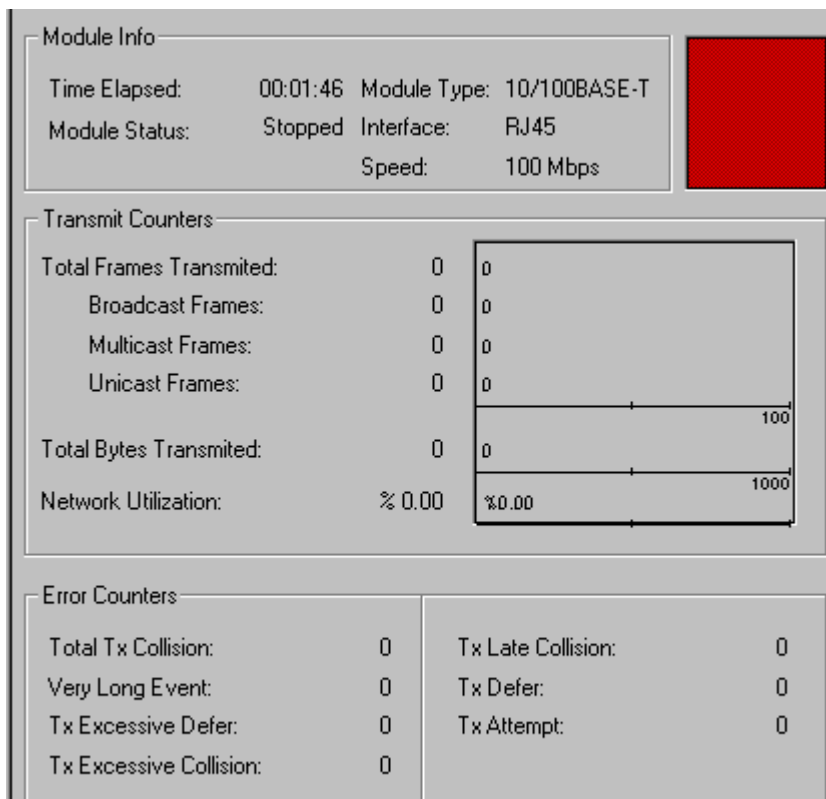 Module Info
Time Elapsed: 00:01:46 Module Type: 10/100BASE-T
Module Status: Stopped Interface: RJ45
Speed: 100 Mbps
Transmit Counters
Total Frames Transmited: 0 0
Broadcast Frames: 0 0
Multicast Frames: 0 0
Unicast Frames: 0 0
100
Total Bytes Transmited: 0 0
1000
Network Utilization: % 0.00 %0.00
Error Counters
Total Tx Collision: 0 Tx Late Collision: 0
Very Long Event: 0 Tx Defer: 0
Tx Excessive Defer: 0 Tx Attempt: 0
Tx Excessive Collision: 0